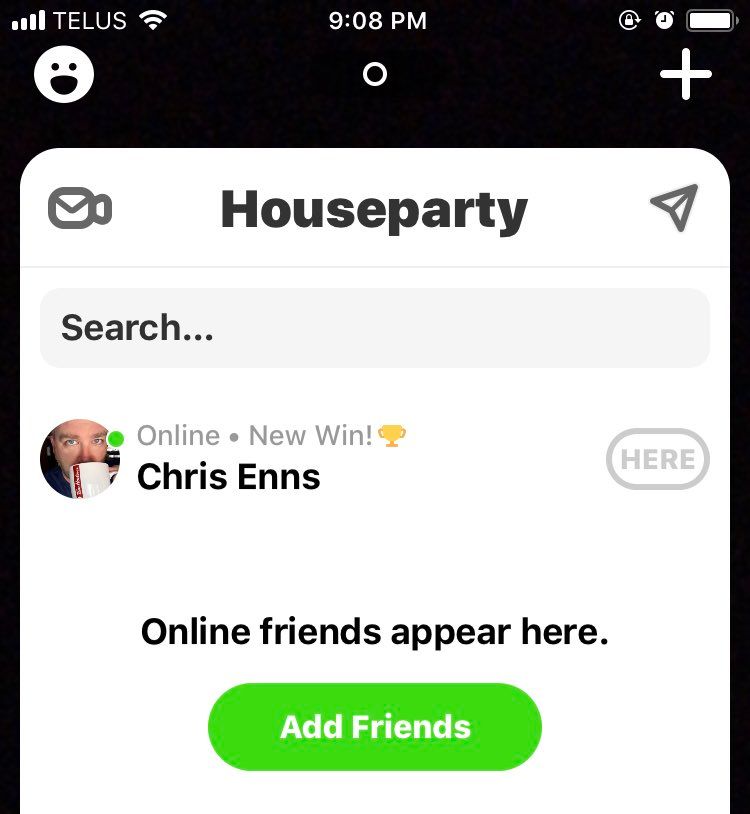 TELUS 9:08 PM
Houseparty
Search...
Online • New Win!🏆
Chris Enns
HERE
Online friends appear here.
Add Friends